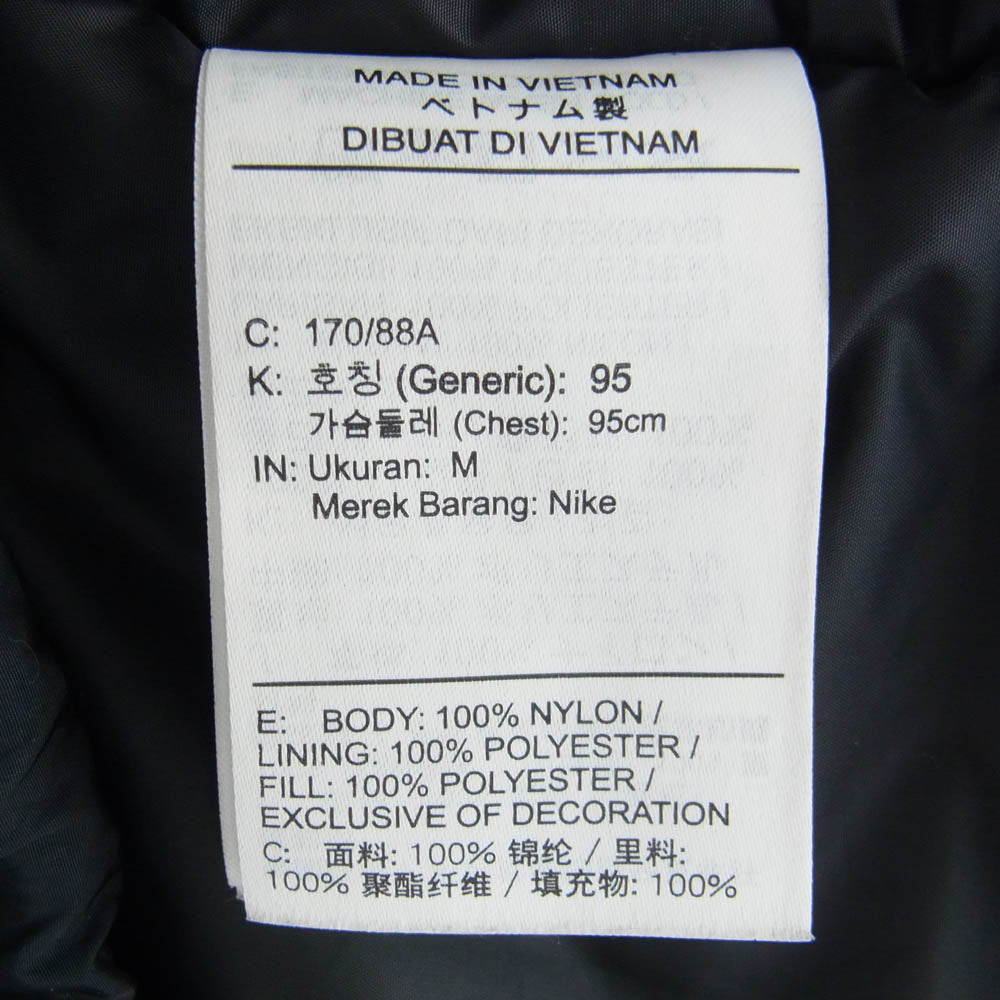 MADE IN VIETNAM
ベトナム製
DIBUAT DI VIETNAM
C: 170/88A
K: 호칭 (Generic): 95
가슴둘레 (Chest): 95cm
IN: Ukuran: M
Merek Barang: Nike
E: BODY: 100% NYLON /
LINING: 100% POLYESTER /
FILL: 100% POLYESTER /
EXCLUSIVE OF DECORATION
C: 面料: 100% 锦纶 / 里料:
100% 聚酯纤维 / 填充物: 100%